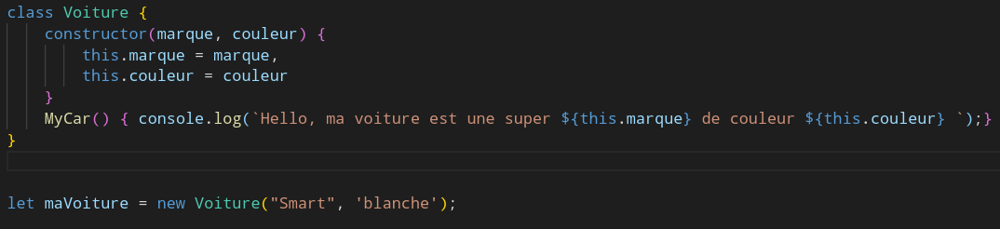 class Voiture {
constructor(marque, couleur) {
this.marque = marque,
this.couleur = couleur
}
MyCar() { console.log(`Hello, ma voiture est une super ${this.marque} de couleur ${this.couleur} `);}
}
let maVoiture = new Voiture("Smart", 'blanche');